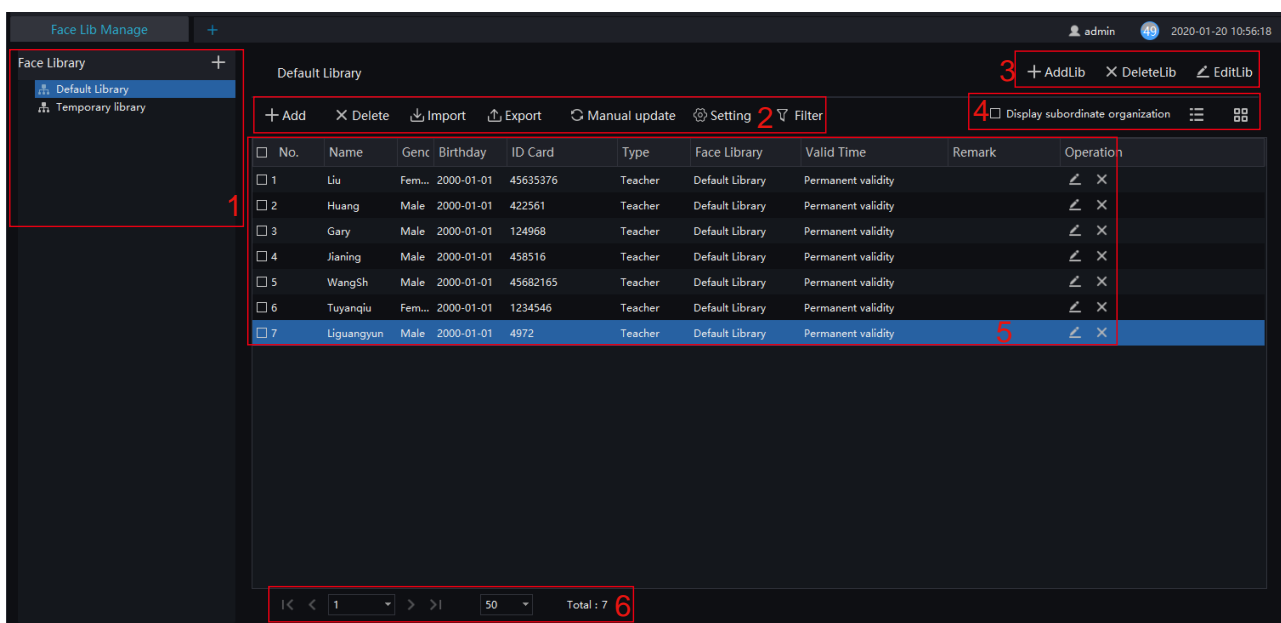 Face Lib Manage + admin 49 2020-01-20 10:56:18
Face Library +
Default Library
Temporary library
1
Default Library
3 AddLib DeleteLib EditLib
Add Delete Import Export Manual update Setting 2 Filter
4 Display subordinate organization
No. Name Genc Birthday ID Card Type Face Library Valid Time Remark Operation
1 Liu Fem... 2000-01-01 45635376 Teacher Default Library Permanent validity
2 Huang Male 2000-01-01 422561 Teacher Default Library Permanent validity
3 Gary Male 2000-01-01 124968 Teacher Default Library Permanent validity
4 Jianing Male 2000-01-01 458516 Teacher Default Library Permanent validity
5 WangSh Male 2000-01-01 45682165 Teacher Default Library Permanent validity
6 Tuyanqiu Fem... 2000-01-01 1234546 Teacher Default Library Permanent validity
7 Liguangyun Male 2000-01-01 4972 Teacher Default Library Permanent validity 5
1 50 Total : 7 6